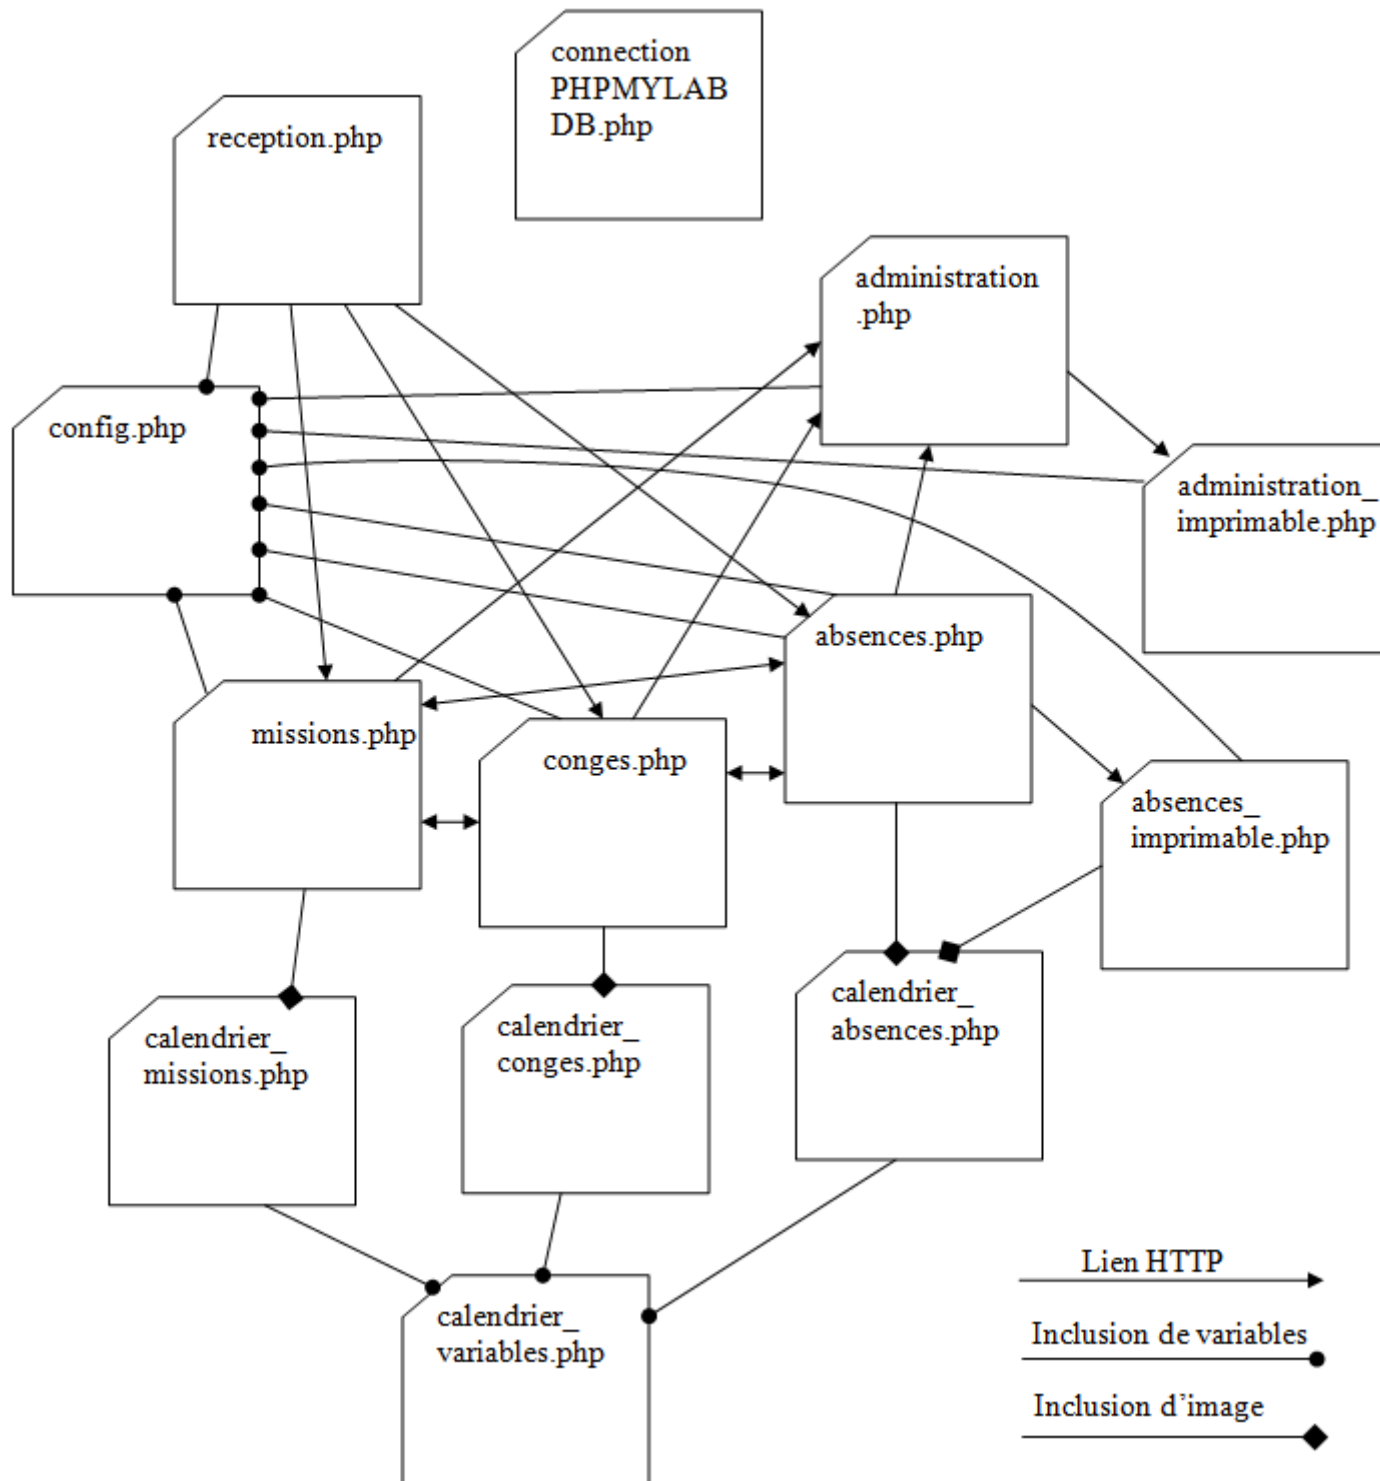 connection
PHPMYLAB
DB.php
reception.php
administration
.php
config.php
administration_
imprimable.php
absences.php
missions.php
conges.php
absences_
imprimable.php
calendrier_
absences.php
calendrier_
conges.php
calendrier_
missions.php
Lien HTTP
calendrier_
variables.php
Inclusion de variables
Inclusion d'image